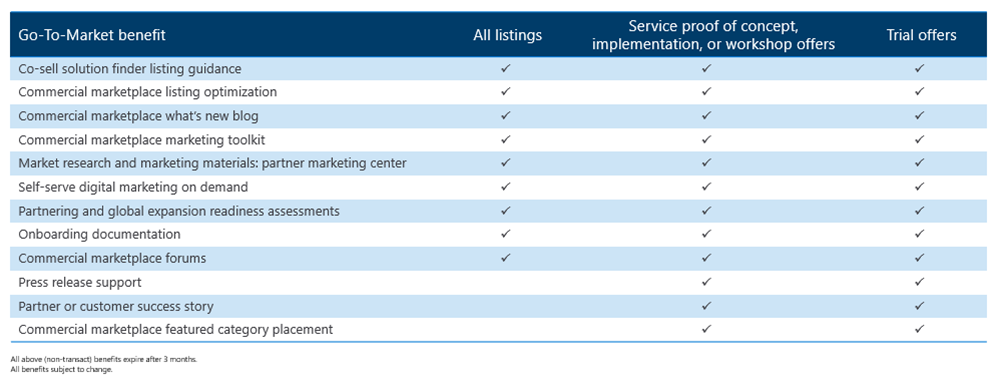 Go-To-Market benefit All listings Service proof of concept, implementation, or workshop offers Trial offers
Co-sell solution finder listing guidance ✓ ✓ ✓
Commercial marketplace listing optimization ✓ ✓ ✓
Commercial marketplace what's new blog ✓ ✓ ✓
Commercial marketplace marketing toolkit ✓ ✓ ✓
Market research and marketing materials: partner marketing center ✓ ✓ ✓
Self-serve digital marketing on demand ✓ ✓ ✓
Partnering and global expansion readiness assessments ✓ ✓ ✓
Onboarding documentation ✓ ✓ ✓
Commercial marketplace forums ✓ ✓ ✓
Press release support ✓ ✓
Partner or customer success story ✓ ✓
Commercial marketplace featured category placement ✓ ✓
All above (non-transact) benefits expire after 3 months.
All benefits subject to change.